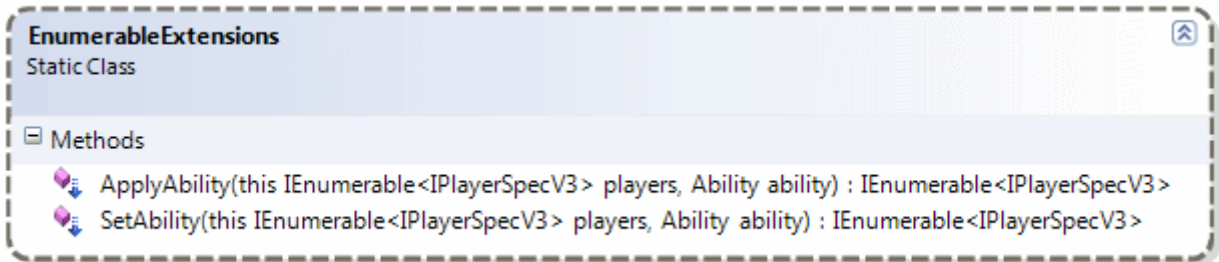 EnumerableExtensions
Static Class
Methods
ApplyAbility(this IEnumerable<IPlayerSpecV3> players, Ability ability) : IEnumerable<IPlayerSpecV3>
SetAbility(this IEnumerable<IPlayerSpecV3> players, Ability ability) : IEnumerable<IPlayerSpecV3>